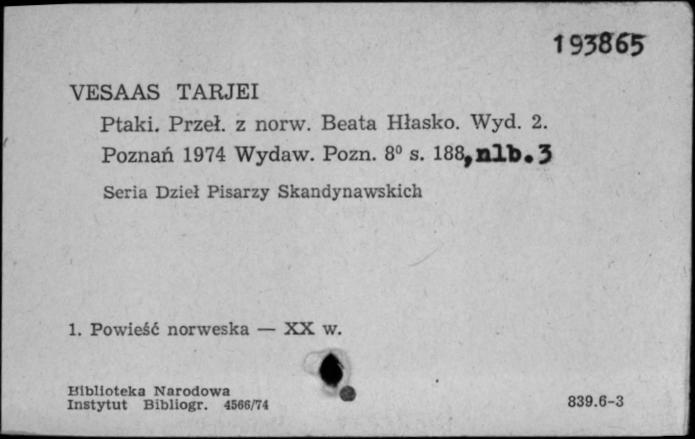 193865
VESAAS TARJEI
Ptaki. Przeł. z norw. Beata Hłasko. Wyd. 2.
Poznań 1974 Wydaw. Pozn. 8⁰ s. 188, nlb. 3
Seria Dzieł Pisarzy Skandynawskich
1. Powieść norweska — XX w.
Biblioteka Narodowa
Instytut Bibliogr. 4566/74
839.6-3